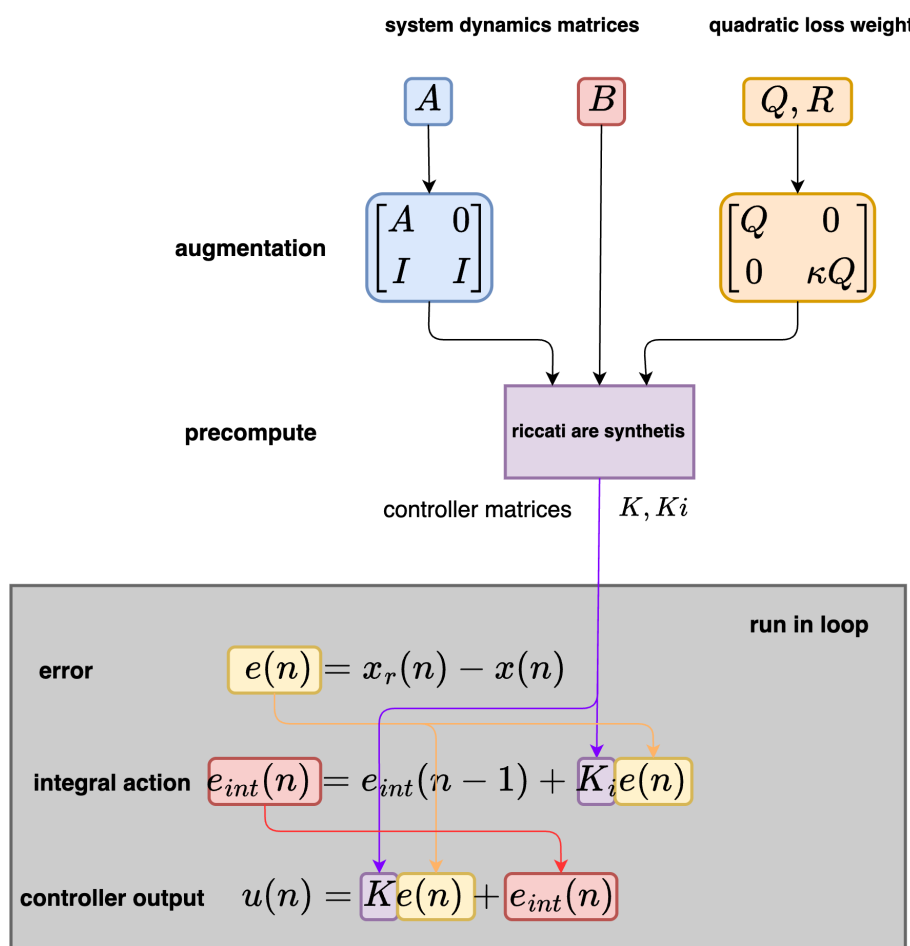 system dynamics matrices
quadratic loss weight
A
B
Q, R
augmentation
[A 0
I I]
[Q 0
0 κQ]
precompute
riccati are synthetis
controller matrices
K, Ki
run in loop
error
e(n) = x_r(n) − x(n)
integral action
e_int(n) = e_int(n − 1) + K_i e(n)
controller output
u(n) = K e(n) + e_int(n)